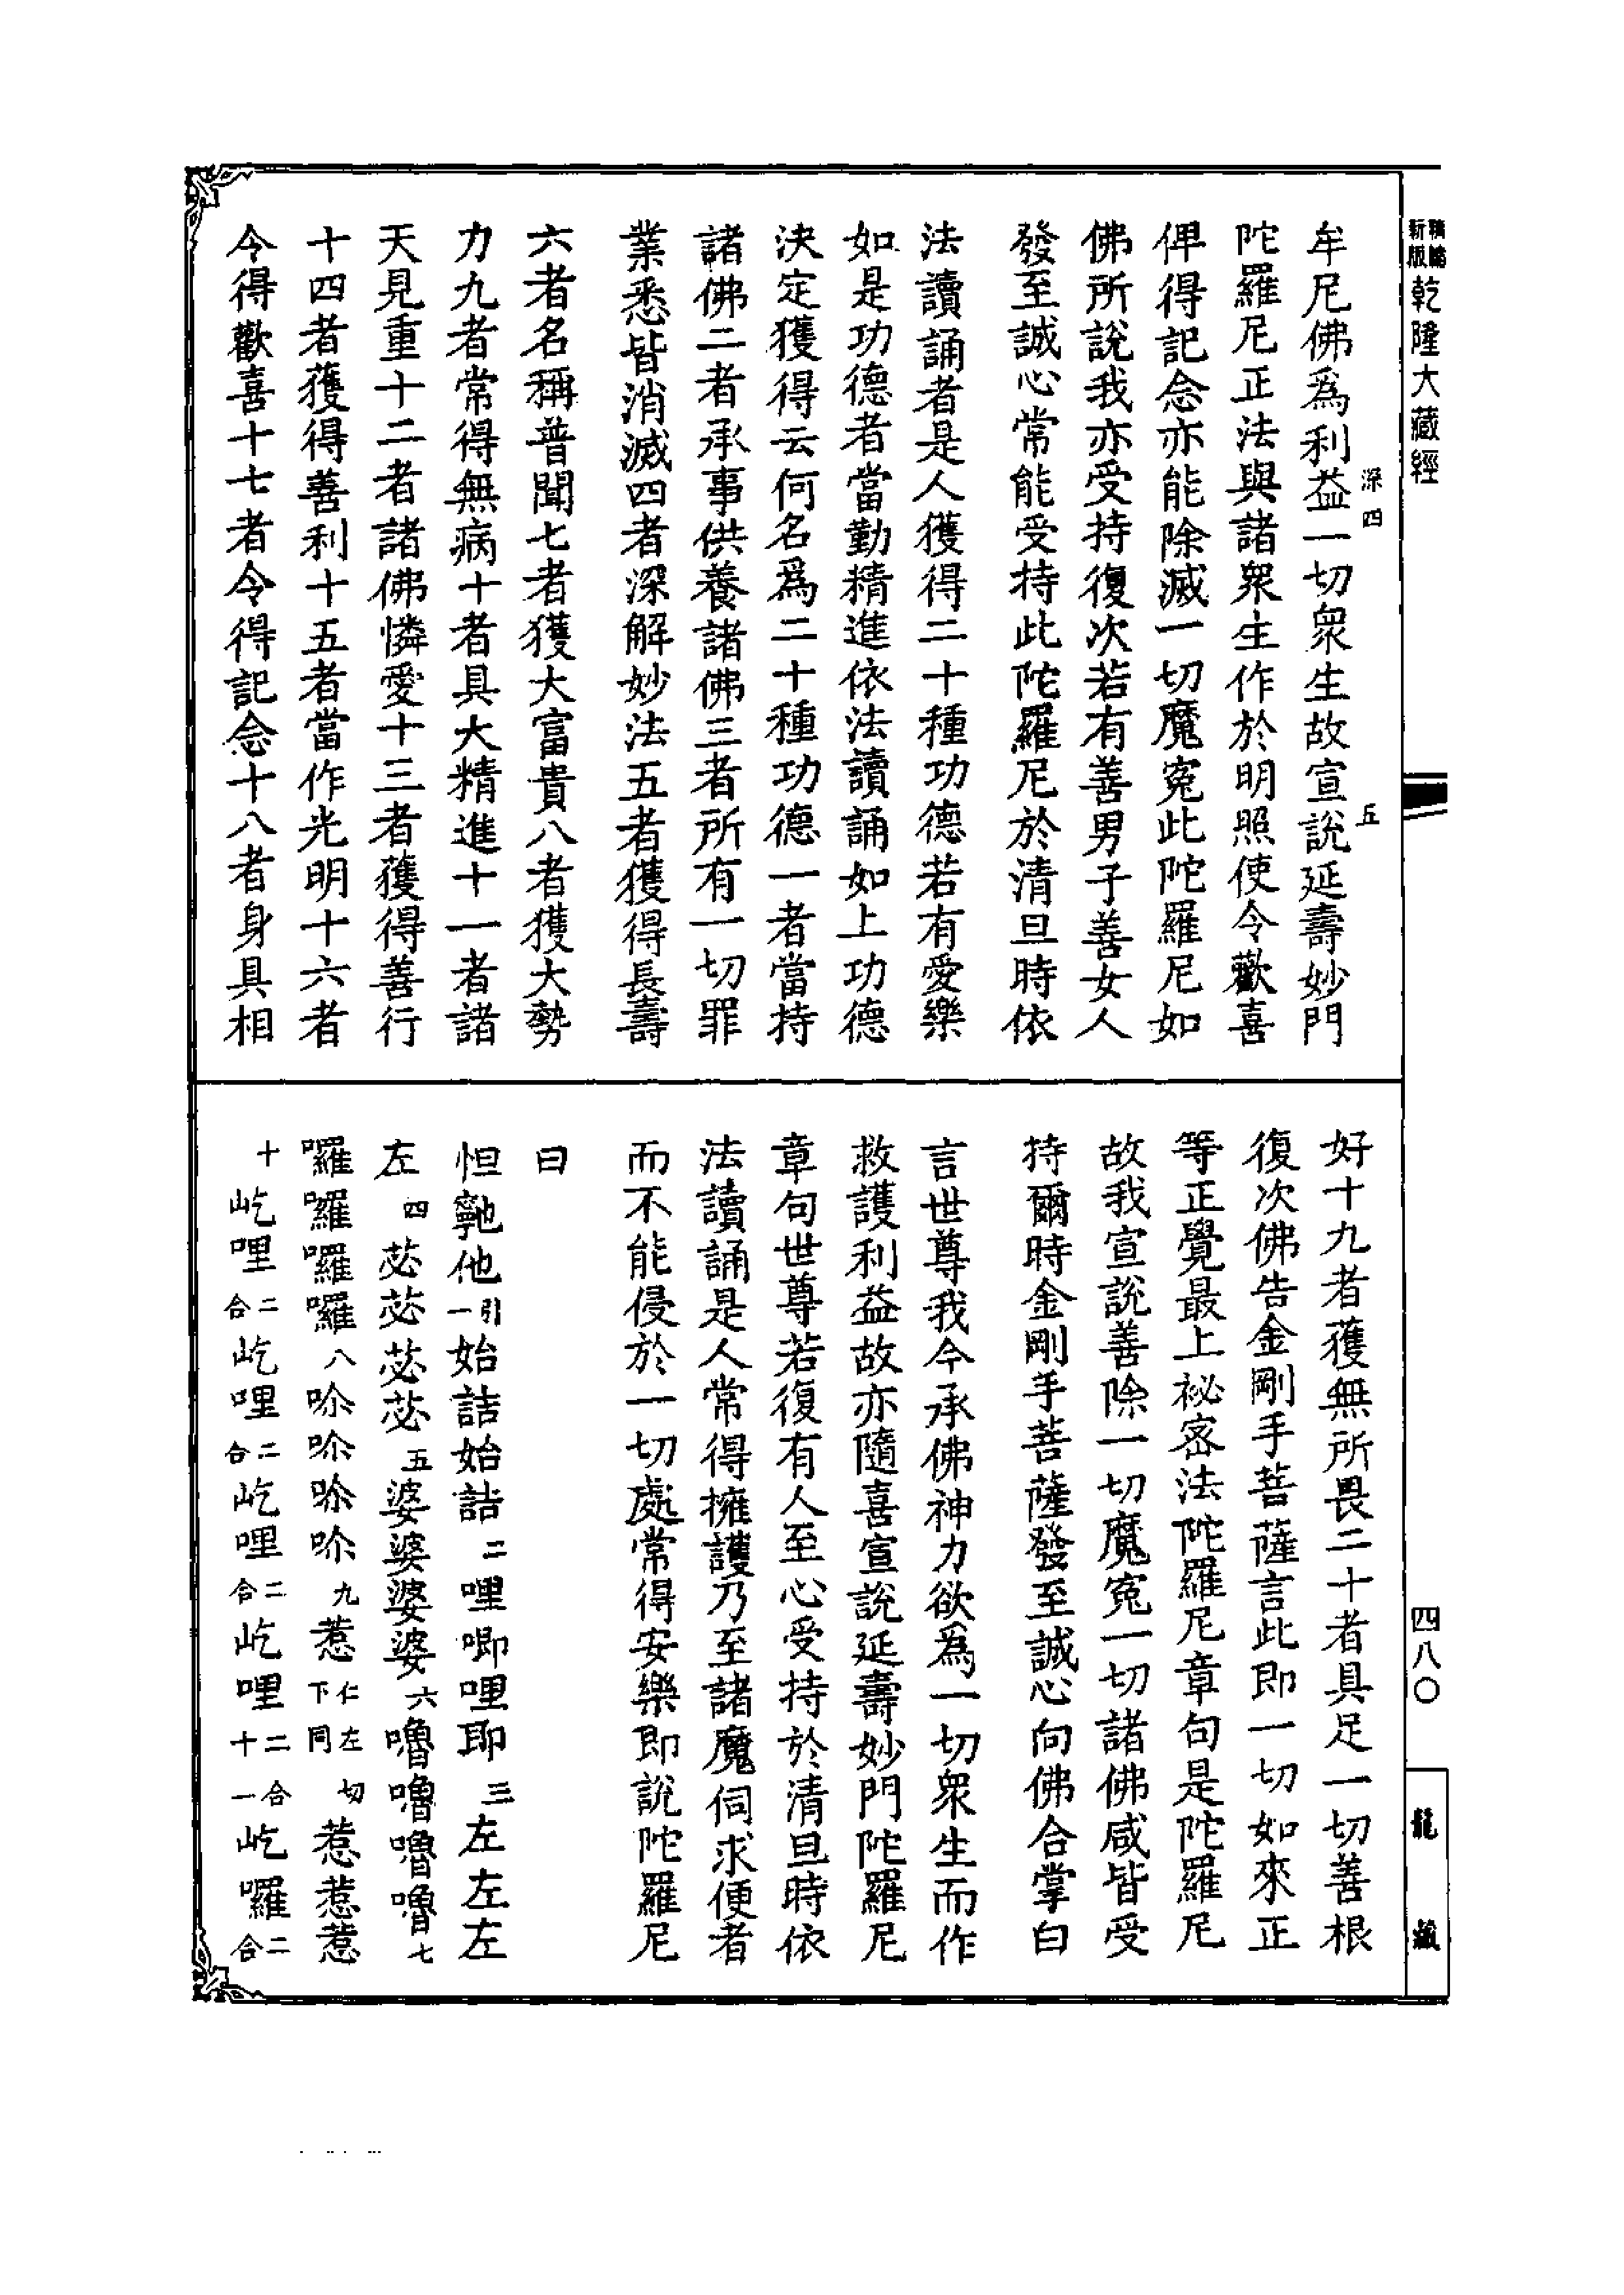 新版
乾隆大藏經
四八〇
龍藏
深四
五
牟尼佛爲利益一切衆生故宣說延壽妙門
陀羅尼正法與諸衆生作於明照使令歡喜
俾得記念亦能除滅一切魔寃此陀羅尼如
佛所說我亦受持復次若有善男子善女人
發至誠心常能受持此陀羅尼於清旦時依
法讀誦者是人獲得二十種功德若有愛樂
如是功德者當勤精進依法讀誦如上功德
決定獲得云何名爲二十種功德一者當持
諸佛二者承事供養諸佛三者所有一切罪
業悉皆消滅四者深解妙法五者獲得長壽
六者名稱普聞七者獲大富貴八者獲大勢
力九者常得無病十者具大精進十一者諸
天見重十二者諸佛憐愛十三者獲得善行
十四者獲得善利十五者當作光明十六者
令得歡喜十七者令得記念十八者身具相
好十九者獲無所畏二十者具足一切善根
復次佛告金剛手菩薩言此即一切如來正
等正覺最上祕密法陀羅尼章句是陀羅尼
故我宣說善除一切魔寃一切諸佛咸皆受
持爾時金剛手菩薩發至誠心向佛合掌白
言世尊我今承佛神力欲爲一切衆生而作
救護利益故亦隨喜宣說延壽妙門陀羅尼
章句世尊若復有人至心受持於清旦時依
法讀誦是人常得擁護乃至諸魔伺求便者
而不能侵於一切處常得安樂即說陀羅尼
曰
怛寧也他引一始詰始詰二哩唧哩即三左左左
左四苾苾苾苾五婆婆婆婆六嚕嚕嚕嚕七
囉囉囉囉八吤吤吤吤九惹仁左切下同惹惹惹
十屹哩二合屹哩二合屹哩二合屹哩二合十一屹囉二合